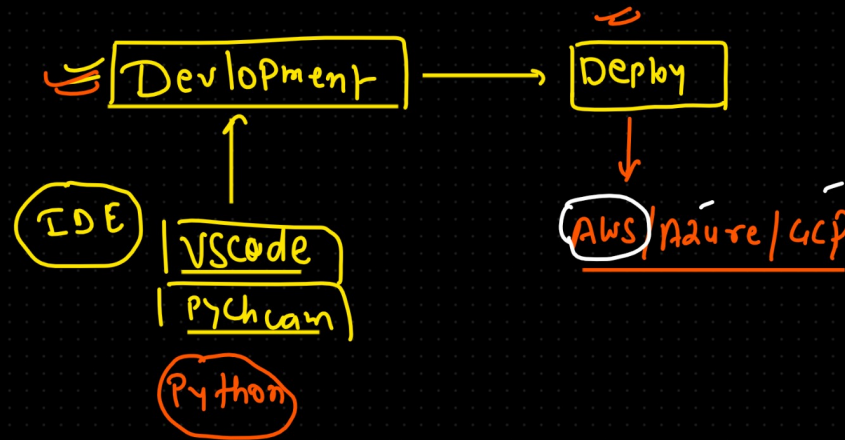 Devlopment
Deploy
IDE
VScode
AWS/Azure/GCP
Pychcam
Python